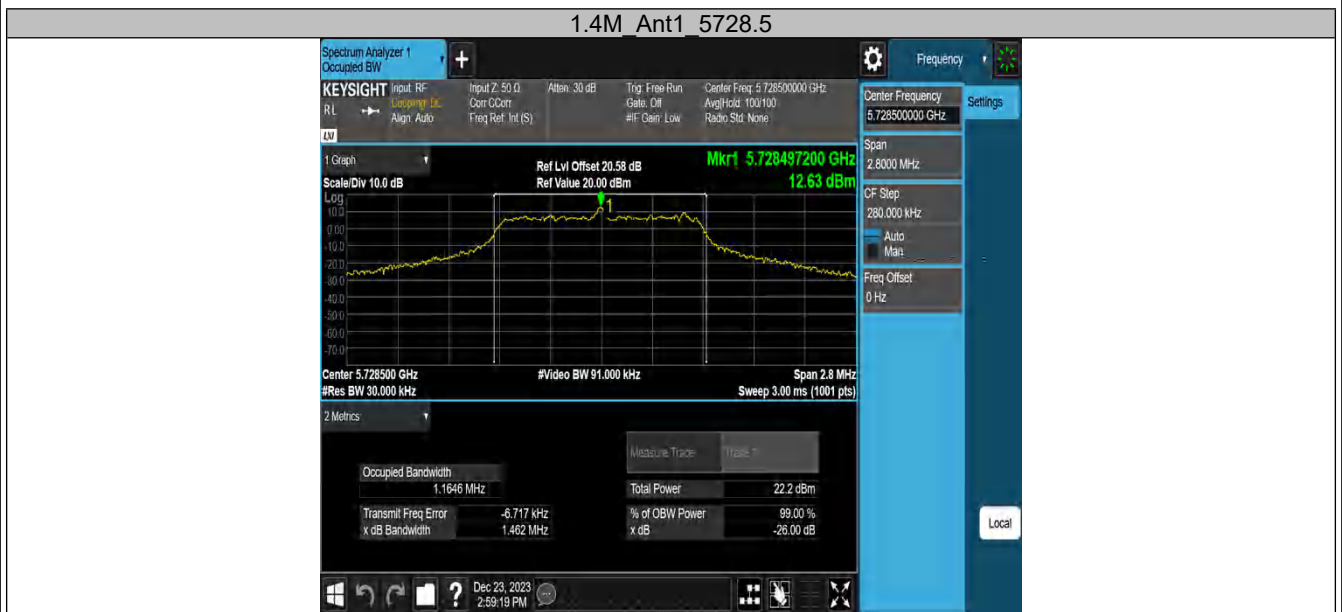 1.4M_Ant1_5728.5
Spectrum Analyzer 1
Occupied BW
+
Frequency
KEYSIGHT
RL
LXI
Input: RF
Coupling: DC
Align: Auto
Input Z: 50 Ω
Corr CCorr
Freq Ref: Int (S)
Atten: 30 dB
Trig: Free Run
Gate: Off
#IF Gain: Low
Center Freq: 5.728500000 GHz
Avg|Hold: 100/100
Radio Std: None
Center Frequency
5.728500000 GHz
Settings
Span
2.8000 MHz
CF Step
280.000 kHz
Auto
Man
Freq Offset
0 Hz
Local
1 Graph
Scale/Div 10.0 dB
Ref Lvl Offset 20.58 dB
Ref Value 20.00 dBm
Mkr1 5.728497200 GHz
12.63 dBm
Log
10.0
0.00
-10.0
-20.0
-30.0
-40.0
-50.0
-60.0
-70.0
1
Center 5.728500 GHz
#Res BW 30.000 kHz
#Video BW 91.000 kHz
Span 2.8 MHz
Sweep 3.00 ms (1001 pts)
2 Metrics
Measure Trace Trace 1
Occupied Bandwidth
1.1646 MHz
Total Power 22.2 dBm
Transmit Freq Error -6.717 kHz
% of OBW Power 99.00 %
x dB Bandwidth 1.462 MHz
x dB -26.00 dB
?
Dec 23, 2023
2:59:19 PM